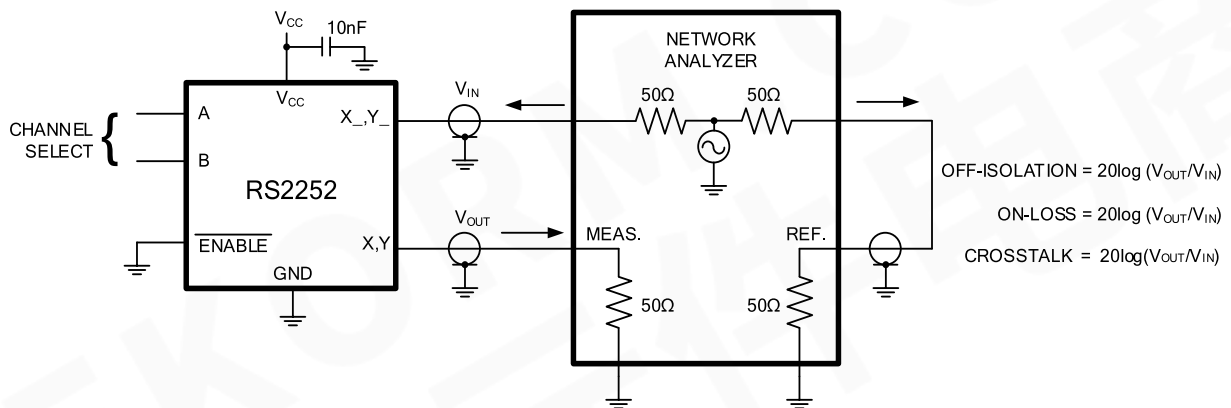 VCC
10nF
VCC
CHANNEL
SELECT
A
B
X_,Y_
RS2252
ENABLE
X,Y
GND
VIN
VOUT
NETWORK
ANALYZER
50Ω
50Ω
MEAS.
REF.
50Ω
50Ω
OFF-ISOLATION = 20log (VOUT/VIN)
ON-LOSS = 20log (VOUT/VIN)
CROSSTALK = 20log(VOUT/VIN)